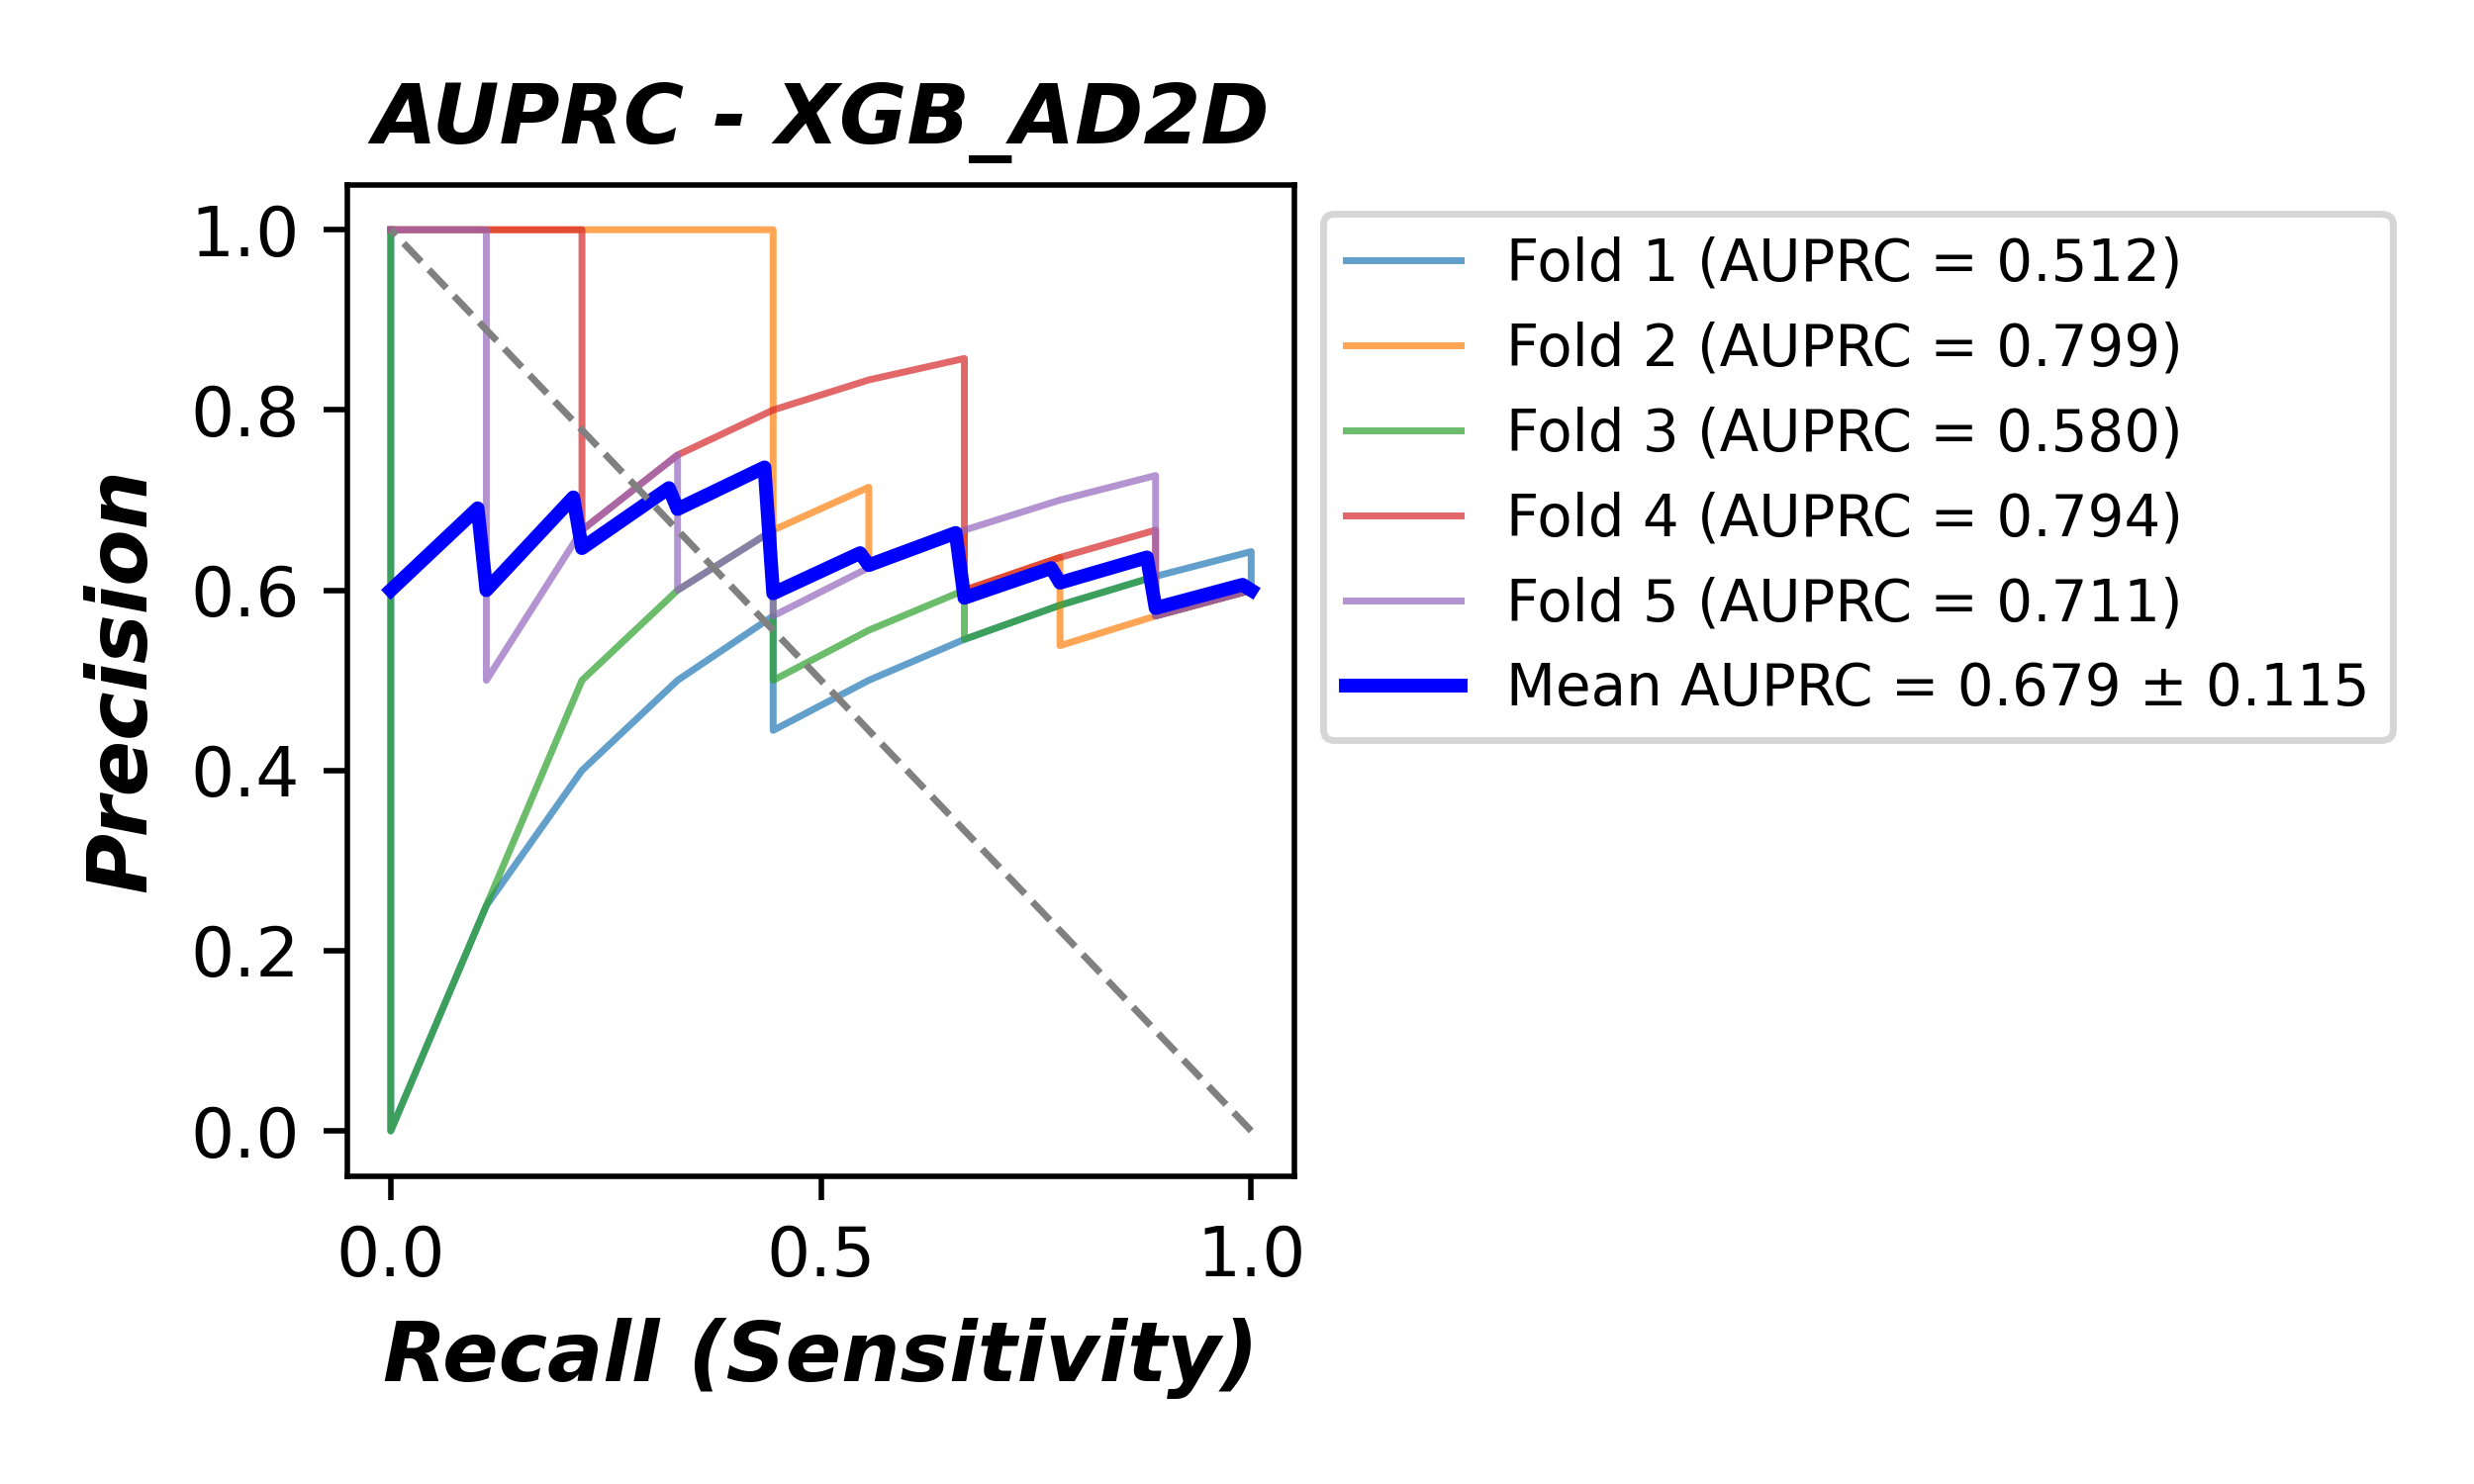 AUPRC - XGB_AD2D
Precision
1.0
0.8
0.6
0.4
0.2
0.0
0.0 0.5 1.0
Recall (Sensitivity)
Fold 1 (AUPRC = 0.512)
Fold 2 (AUPRC = 0.799)
Fold 3 (AUPRC = 0.580)
Fold 4 (AUPRC = 0.794)
Fold 5 (AUPRC = 0.711)
Mean AUPRC = 0.679 ± 0.115